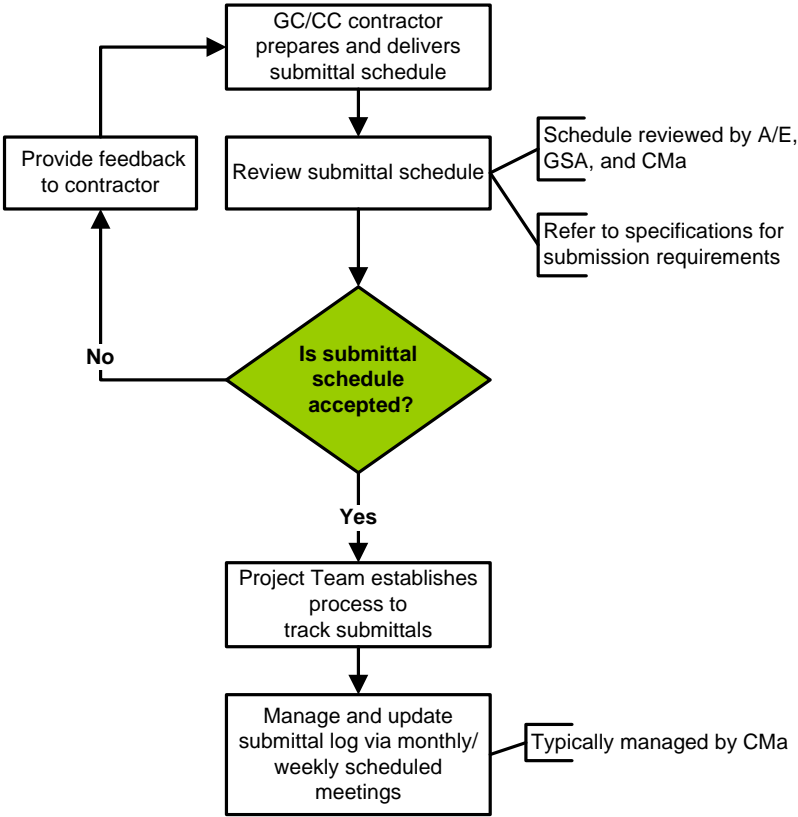 GC/CC contractor
prepares and delivers
submittal schedule
Provide feedback
to contractor
Review submittal schedule
Schedule reviewed by A/E,
GSA, and CMa
Refer to specifications for
submission requirements
No
Is submittal
schedule
accepted?
Yes
Project Team establishes
process to
track submittals
Manage and update
submittal log via monthly/
weekly scheduled
meetings
Typically managed by CMa